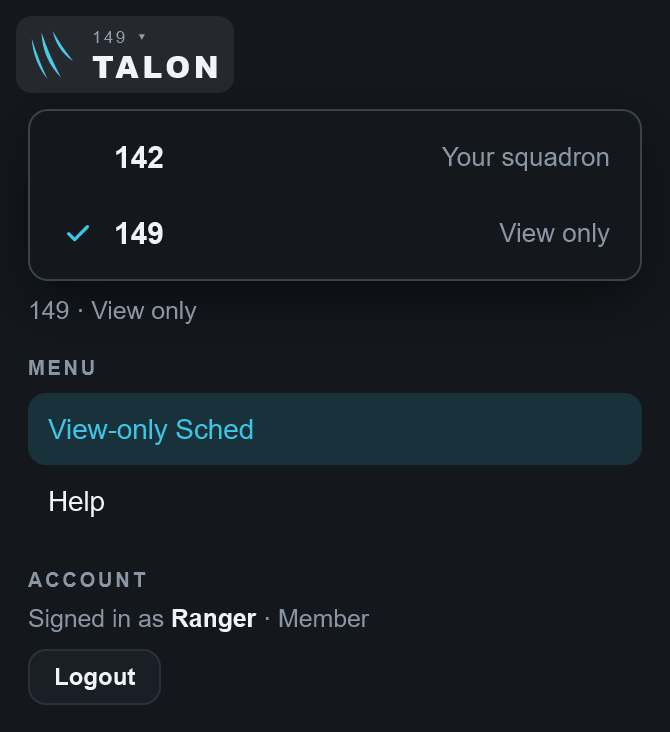 149 ▾
TALON
142 Your squadron
✓ 149 View only
149 · View only
MENU
View-only Sched
Help
ACCOUNT
Signed in as Ranger · Member
Logout